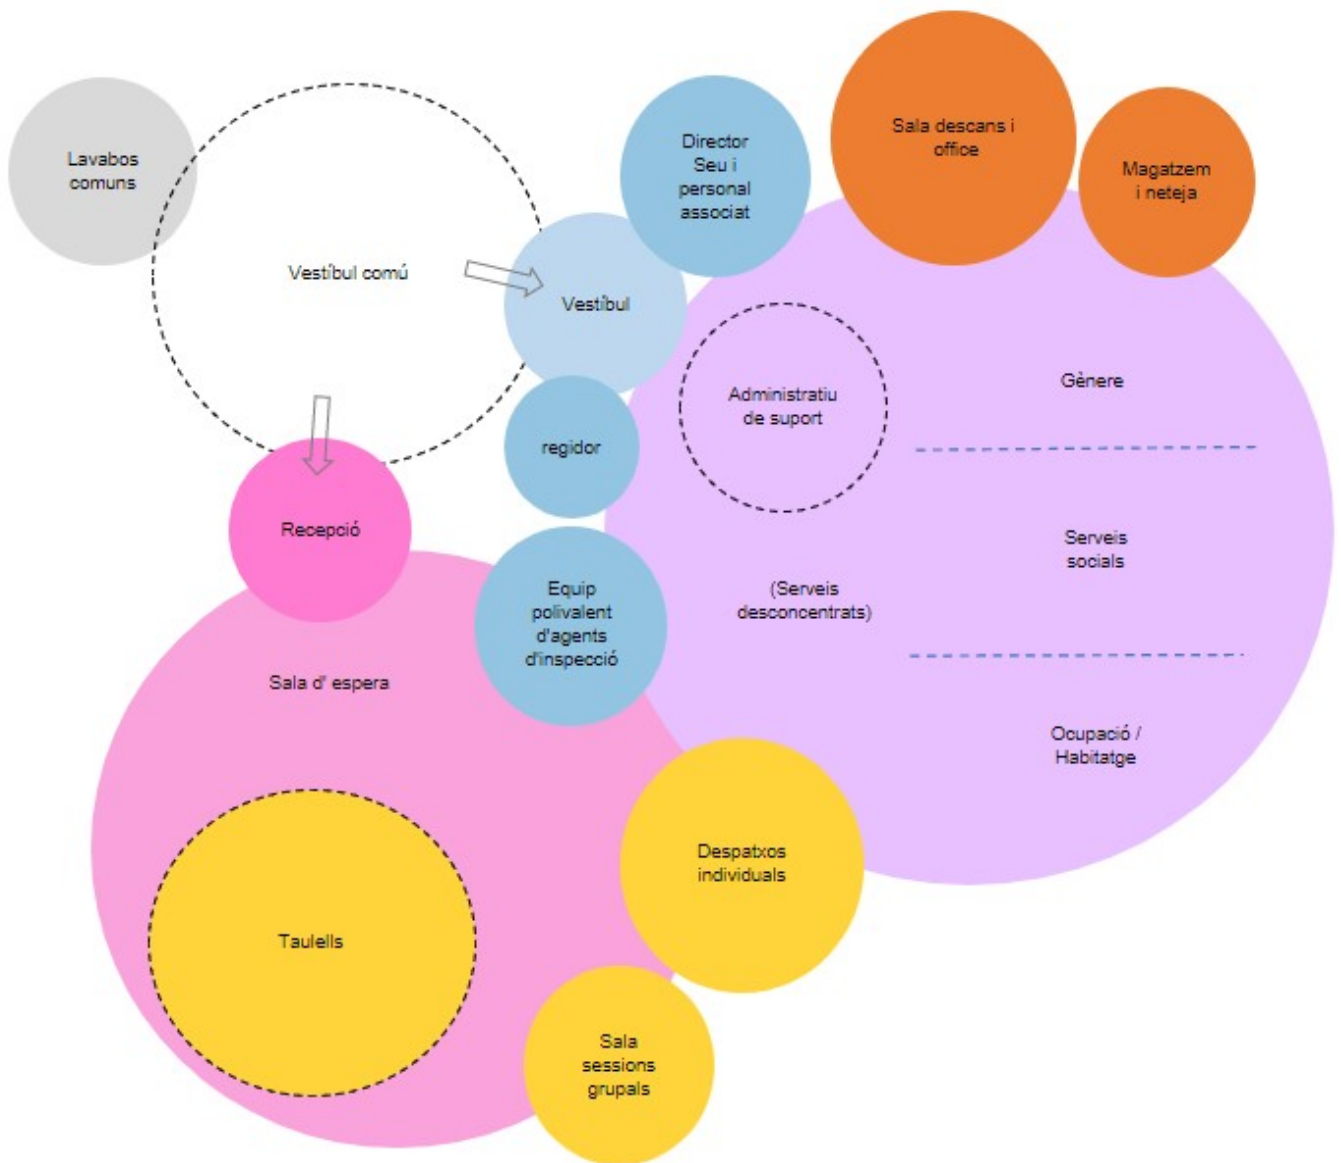 Lavabos
comuns
Vestíbul comú
Vestíbul
Director
Seu i
personal
associat
Sala descans i
office
Magatzem
i neteja
Administratiu
de suport
Gènere
regidor
Recepció
Serveis
socials
(Serveis
desconcentrats)
Equip
polivalent
d'agents
d'inspecció
Sala d' espera
Ocupació /
Habitatge
Despatxos
individuals
Taulells
Sala
sessions
grupals